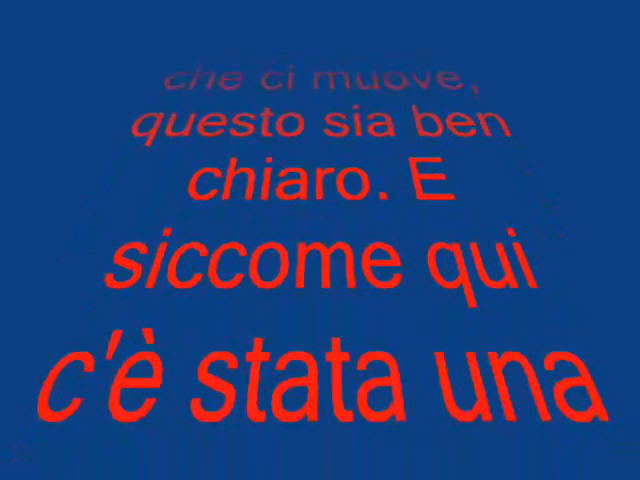 che ci muove,
questo sia ben
chiaro. E
siccome qui
c'è stata una